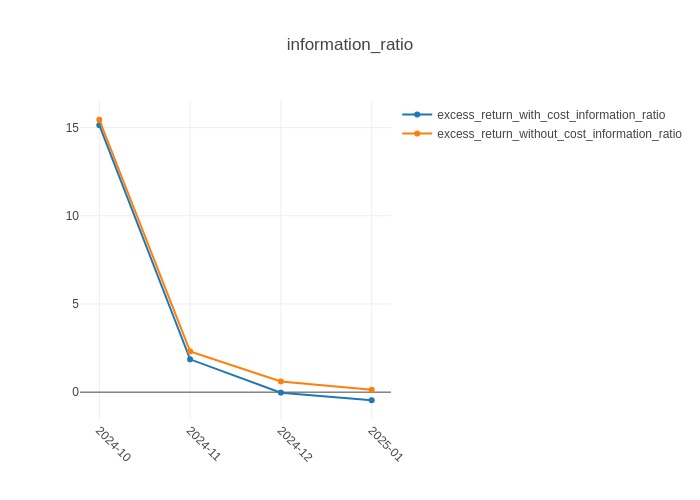 information_ratio
excess_return_with_cost_information_ratio
excess_return_without_cost_information_ratio
15
10
5
0
2024-10
2024-11
2024-12
2025-01